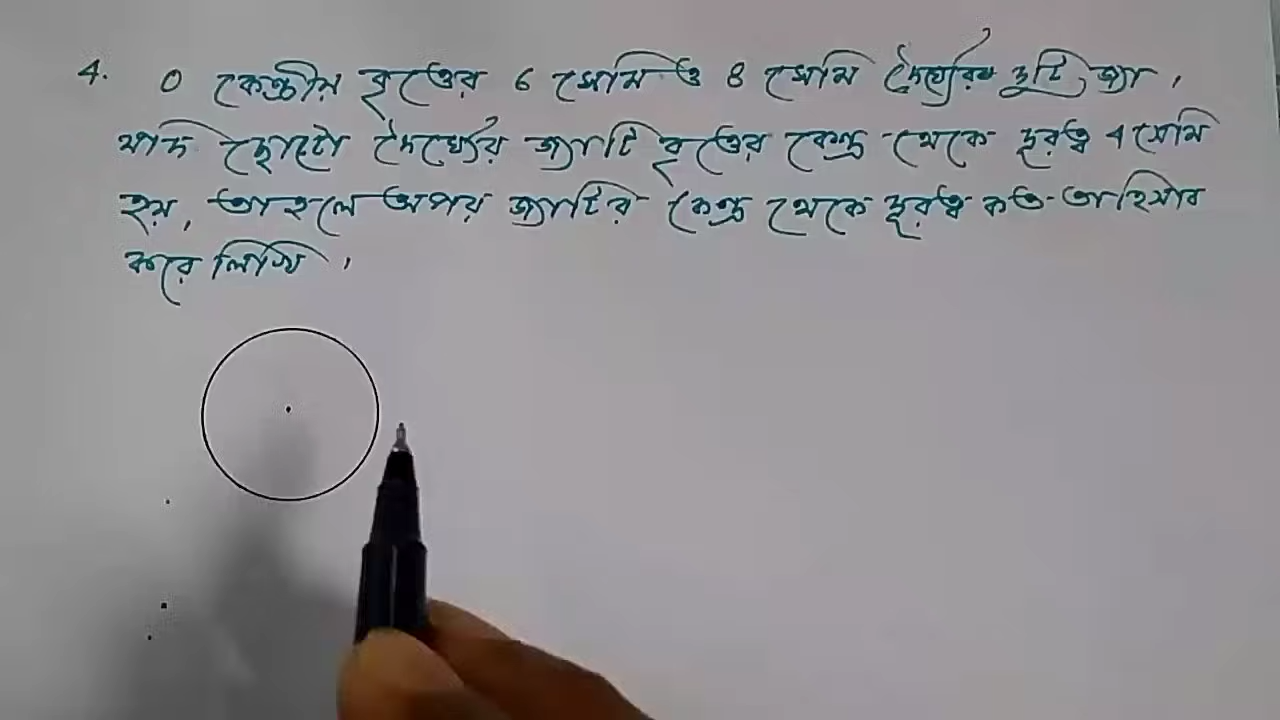 4. O কেন্দ্রীয় বৃত্তের 6 সেমি ও 8 সেমি দৈর্ঘ্যের দুটি জ্যা ।
যদি ছোটো দৈর্ঘ্যের জ্যাটি বৃত্তের কেন্দ্র থেকে দূরত্ব 4 সেমি
হয়, তাহলে অপর জ্যাটির কেন্দ্র থেকে দূরত্ব কত তা হিসাব
করে লিখি ।